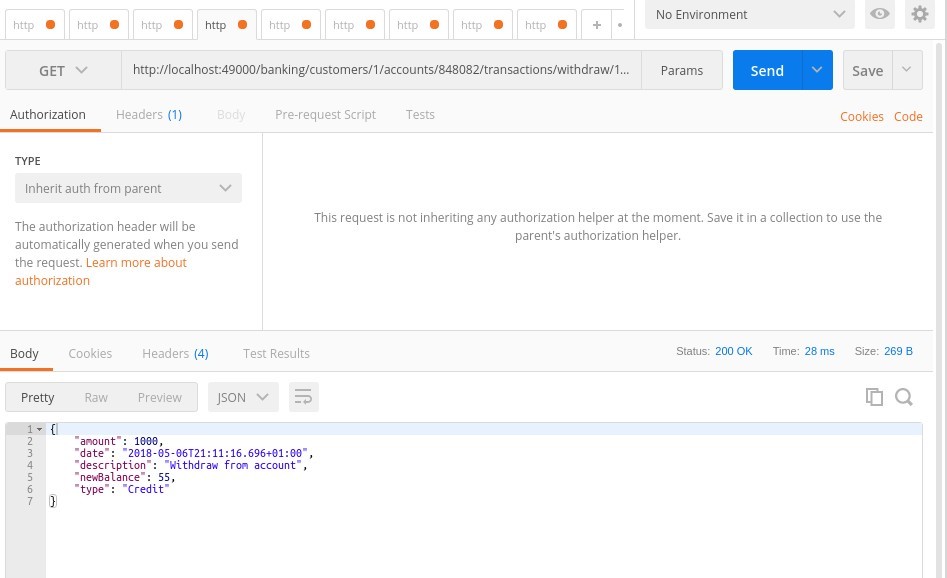 http http http http http http http http http + No Environment
GET http://localhost:49000/banking/customers/1/accounts/848082/transactions/withdraw/1... Params Send Save
Authorization Headers (1) Body Pre-request Script Tests Cookies Code
TYPE
Inherit auth from parent
The authorization header will be
automatically generated when you send
the request. Learn more about
authorization
This request is not inheriting any authorization helper at the moment. Save it in a collection to use the
parent's authorization helper.
Body Cookies Headers (4) Test Results Status: 200 OK Time: 28 ms Size: 269 B
Pretty Raw Preview JSON
1 {
2 "amount": 1000,
3 "date": "2018-05-06T21:11:16.696+01:00",
4 "description": "Withdraw from account",
5 "newBalance": 55,
6 "type": "Credit"
7 }